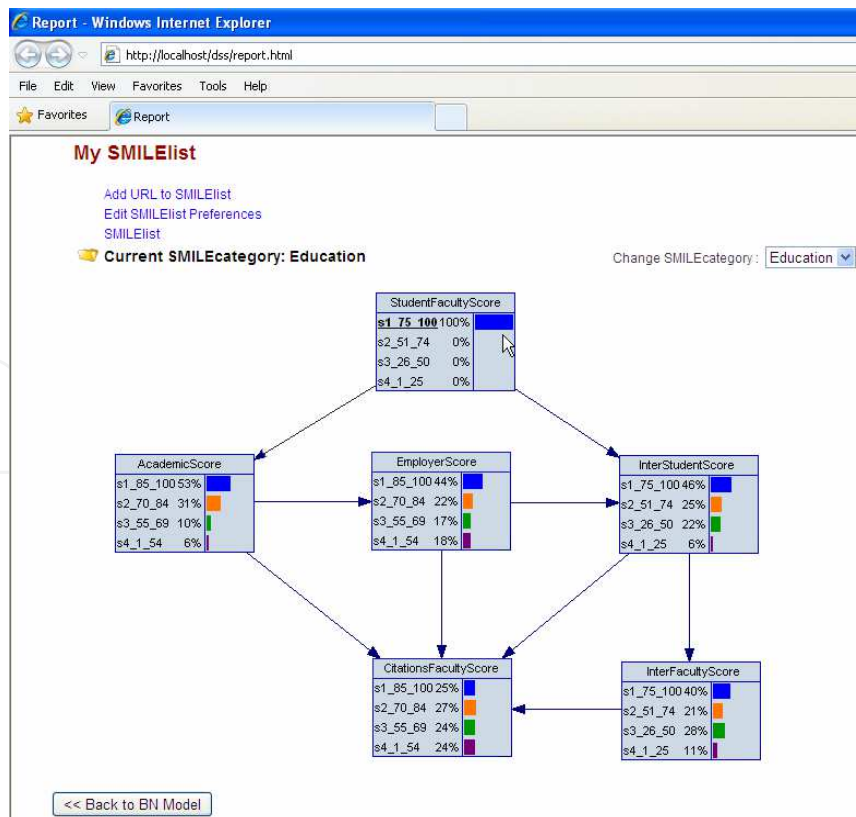 Report - Windows Internet Explorer
http://localhost/dss/report.html
File Edit View Favorites Tools Help
Favorites Report
My SMILElist
Add URL to SMILElist
Edit SMILElist Preferences
SMILElist
Current SMILEcategory: Education
Change SMILEcategory : Education
StudentFacultyScore
s1_75_100 100%
s2_51_74 0%
s3_26_50 0%
s4_1_25 0%
AcademicScore
s1_85_100 53%
s2_70_84 31%
s3_55_69 10%
s4_1_54 6%
EmployerScore
s1_85_100 44%
s2_70_84 22%
s3_55_69 17%
s4_1_54 18%
InterStudentScore
s1_75_100 46%
s2_51_74 25%
s3_26_50 22%
s4_1_25 6%
CitationsFacultyScore
s1_85_100 25%
s2_70_84 27%
s3_55_69 24%
s4_1_54 24%
InterFacultyScore
s1_75_100 40%
s2_51_74 21%
s3_26_50 28%
s4_1_25 11%
<< Back to BN Model